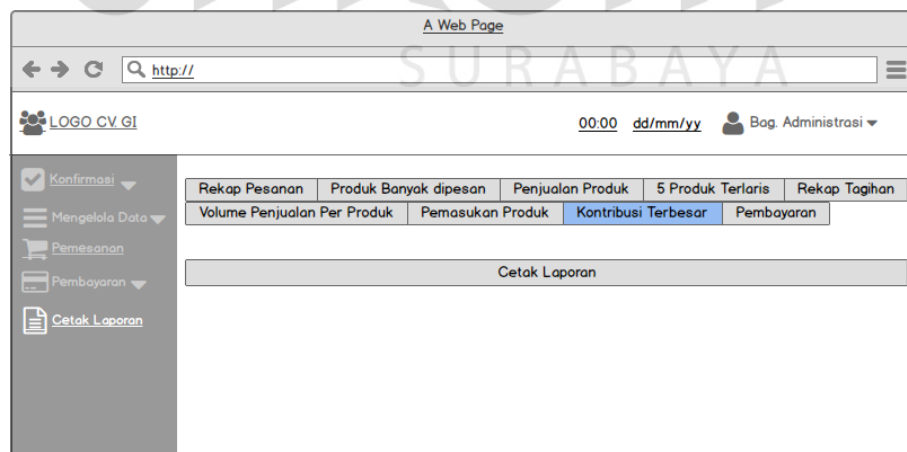 A Web Page
SURABAYA
http://
LOGO CV. GI
00:00 dd/mm/yy Bag. Administrasi
Konfirmasi
Mengelola Data
Pemesanan
Pembayaran
Cetak Laporan
Rekap Pesanan Produk Banyak dipesan Penjualan Produk 5 Produk Terlaris Rekap Tagihan
Volume Penjualan Per Produk Pemasukan Produk Kontribusi Terbesar Pembayaran
Cetak Laporan